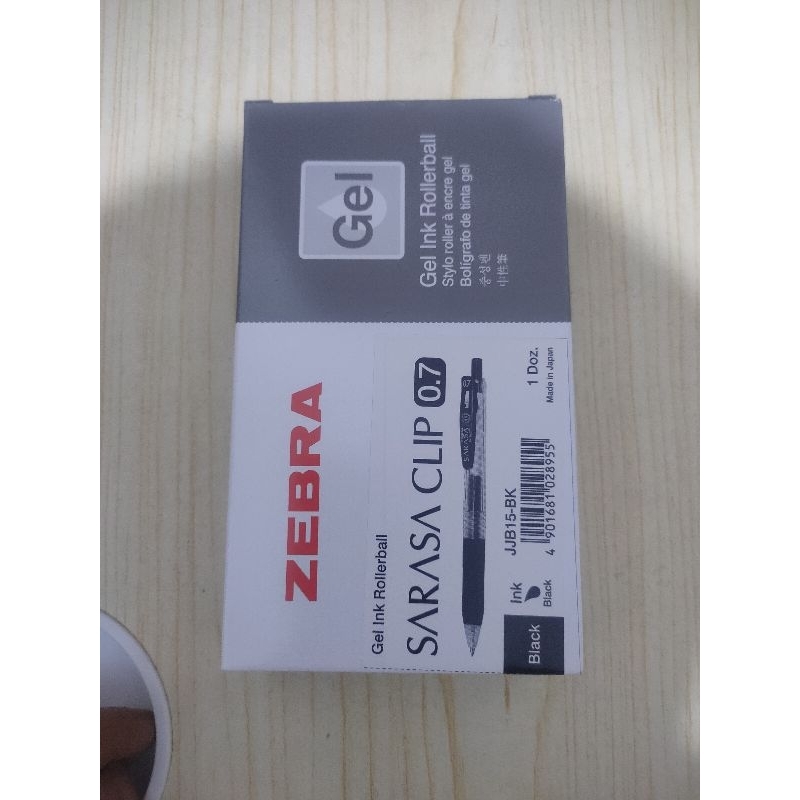 Gel
Gel Ink Rollerball
Stylo roller à encre gel
Bolígrafo de tinta gel
중성펜
中性筆
ZEBRA
Gel Ink Rollerball
SARASA CLIP 0.7
SARASA
JJB15-BK
4 901681 028955
1 Doz.
Made in Japan
Black
Ink
Black